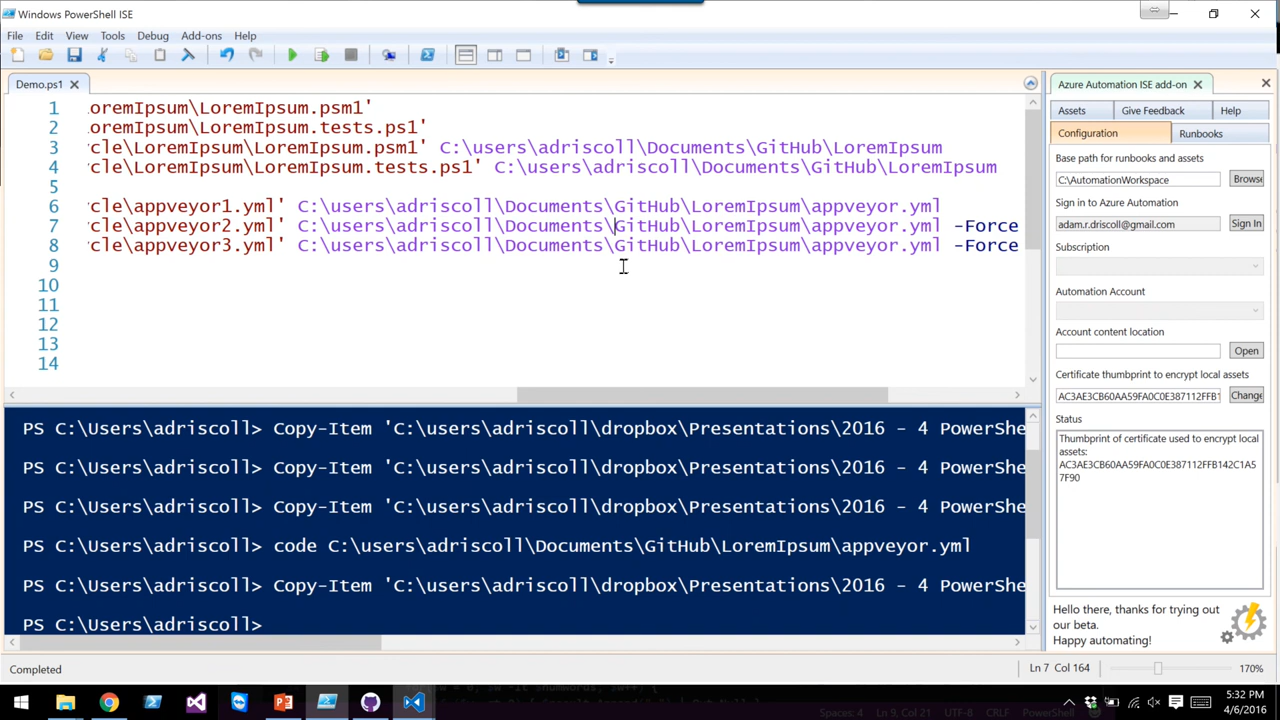 Windows PowerShell ISE
File Edit View Tools Debug Add-ons Help
Demo.ps1
1 oremIpsum\LoremIpsum.psm1'
2 oremIpsum\LoremIpsum.tests.ps1'
3 cle\LoremIpsum\LoremIpsum.psm1' C:\users\adriscoll\Documents\GitHub\LoremIpsum
4 cle\LoremIpsum\LoremIpsum.tests.ps1' C:\users\adriscoll\Documents\GitHub\LoremIpsum
5
6 cle\appveyor1.yml' C:\users\adriscoll\Documents\GitHub\LoremIpsum\appveyor.yml
7 cle\appveyor2.yml' C:\users\adriscoll\Documents\GitHub\LoremIpsum\appveyor.yml -Force
8 cle\appveyor3.yml' C:\users\adriscoll\Documents\GitHub\LoremIpsum\appveyor.yml -Force
9
10
11
12
13
14
PS C:\Users\adriscoll> Copy-Item 'C:\users\adriscoll\dropbox\Presentations\2016 - 4 PowerShe
PS C:\Users\adriscoll> Copy-Item 'C:\users\adriscoll\dropbox\Presentations\2016 - 4 PowerShe
PS C:\Users\adriscoll> Copy-Item 'C:\users\adriscoll\dropbox\Presentations\2016 - 4 PowerShe
PS C:\Users\adriscoll> code C:\users\adriscoll\Documents\GitHub\LoremIpsum\appveyor.yml
PS C:\Users\adriscoll> Copy-Item 'C:\users\adriscoll\dropbox\Presentations\2016 - 4 PowerShe
PS C:\Users\adriscoll>
Azure Automation ISE add-on
Assets Give Feedback Help
Configuration Runbooks
Base path for runbooks and assets
C:\AutomationWorkspace Browse
Sign in to Azure Automation
adam.r.driscoll@gmail.com Sign In
Subscription
Automation Account
Account content location
Open
Certificate thumbprint to encrypt local assets
AC3AE3CB60AA59FA0C0E387112FFB1 Change
Status
Thumbprint of certificate used to encrypt local
assets:
AC3AE3CB60AA59FA0C0E387112FFB142C1A5
7F90
Hello there, thanks for trying out
our beta.
Happy automating!
Completed Ln 7 Col 164 170%
Spaces: 4 Ln 9, Col 21 UTF-8 CRLF PowerShell
5:32 PM
4/6/2016